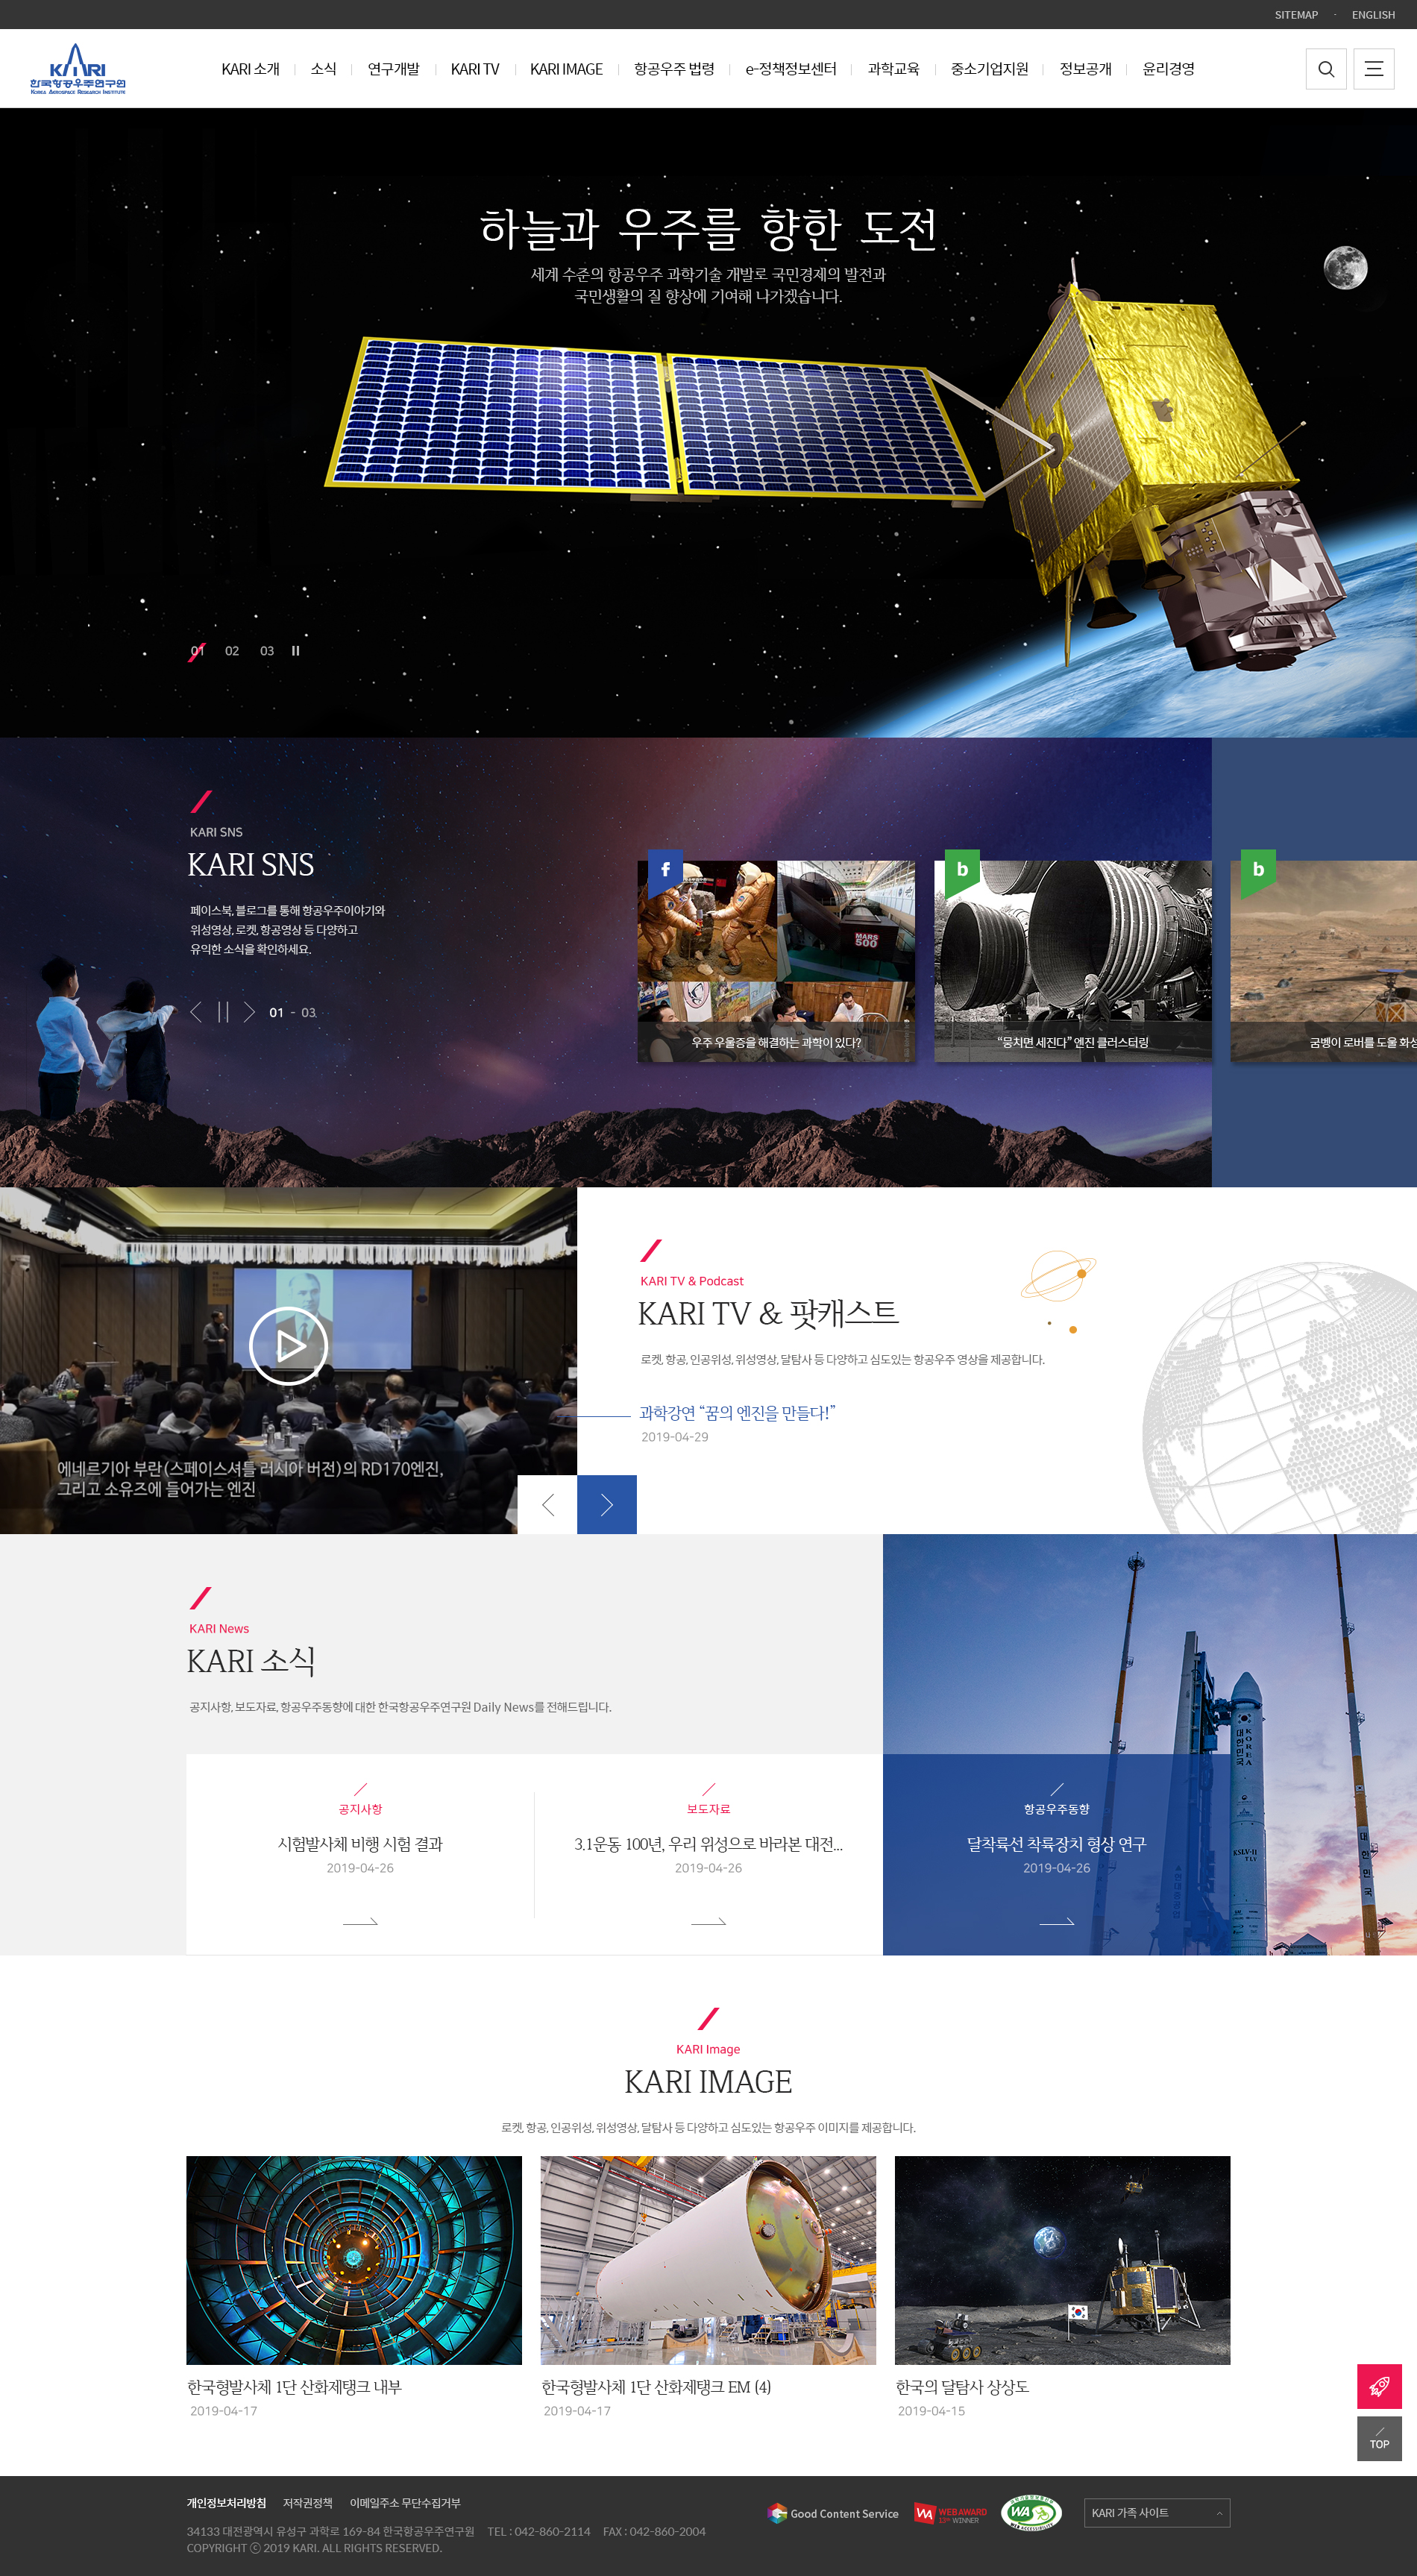 SITEMAP · ENGLISH
KARI
한국항공우주연구원
KOREA AEROSPACE RESEARCH INSTITUTE
KARI 소개 소식 연구개발 KARI TV KARI IMAGE 항공우주 법령 e-정책정보센터 과학교육 중소기업지원 정보공개 윤리경영
하늘과 우주를 향한 도전
세계 수준의 항공우주 과학기술 개발로 국민경제의 발전과
국민생활의 질 향상에 기여해 나가겠습니다.
01 02 03
KARI SNS
KARI SNS
페이스북, 블로그를 통해 항공우주이야기와
위성영상, 로켓, 항공영상 등 다양하고
유익한 소식을 확인하세요.
01 - 03
f
MARS
500
우주 우울증을 해결하는 과학이 있다?
b
“뭉치면 세진다” 엔진 클러스터링
b
굼벵이 로버를 도울 화성
에네르기아 부란(스페이스셔틀 러시아 버전)의 RD170엔진,
그리고 소유즈에 들어가는 엔진
KARI TV & Podcast
KARI TV & 팟캐스트
로켓, 항공, 인공위성, 위성영상, 달탐사 등 다양하고 심도있는 항공우주 영상을 제공합니다.
과학강연 “꿈의 엔진을 만들다!”
2019-04-29
KARI News
KARI 소식
공지사항, 보도자료, 항공우주동향에 대한 한국항공우주연구원 Daily News를 전해드립니다.
공지사항
시험발사체 비행 시험 결과
2019-04-26
보도자료
3.1운동 100년, 우리 위성으로 바라본 대전...
2019-04-26
항공우주동향
달착륙선 착륙장치 형상 연구
2019-04-26
KOREA
대한민국
KSLV-II
TLV
대한민국
KARI Image
KARI IMAGE
로켓, 항공, 인공위성, 위성영상, 달탐사 등 다양하고 심도있는 항공우주 이미지를 제공합니다.
한국형발사체 1단 산화제탱크 내부
2019-04-17
한국형발사체 1단 산화제탱크 EM (4)
2019-04-17
한국의 달탐사 상상도
2019-04-15
TOP
개인정보처리방침 저작권정책 이메일주소 무단수집거부
34133 대전광역시 유성구 과학로 169-84 한국항공우주연구원 TEL : 042-860-2114 FAX : 042-860-2004
COPYRIGHT ⓒ 2019 KARI. ALL RIGHTS RESERVED.
Good Content Service
WA WEB AWARD
13th WINNER
WA
WEB ACCESSIBILITY
KARI 가족 사이트